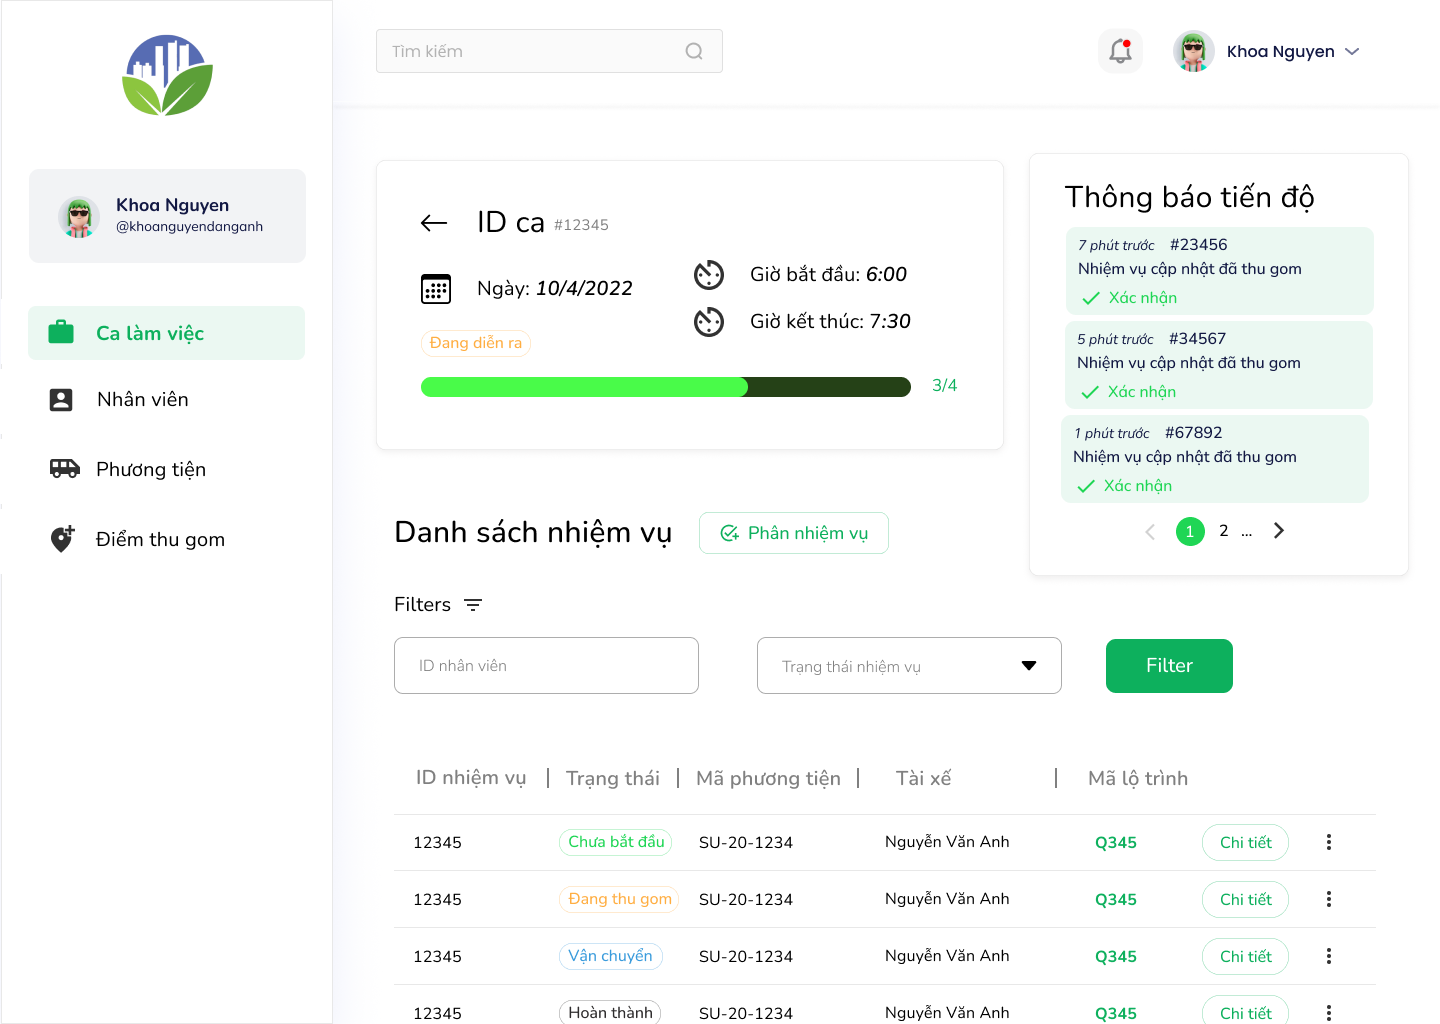 Tìm kiếm
Khoa Nguyen
Khoa Nguyen
@khoanguyendanganh
Ca làm việc
Nhân viên
Phương tiện
Điểm thu gom
ID ca #12345
Ngày: 10/4/2022
Giờ bắt đầu: 6:00
Giờ kết thúc: 7:30
Đang diễn ra
3/4
Thông báo tiến độ
7 phút trước #23456
Nhiệm vụ cập nhật đã thu gom
Xác nhận
5 phút trước #34567
Nhiệm vụ cập nhật đã thu gom
Xác nhận
1 phút trước #67892
Nhiệm vụ cập nhật đã thu gom
Xác nhận
1 2 ...
Danh sách nhiệm vụ
Phân nhiệm vụ
Filters
ID nhân viên
Trạng thái nhiệm vụ
Filter
ID nhiệm vụ | Trạng thái | Mã phương tiện | Tài xế | Mã lộ trình
12345 Chưa bắt đầu SU-20-1234 Nguyễn Văn Anh Q345 Chi tiết
12345 Đang thu gom SU-20-1234 Nguyễn Văn Anh Q345 Chi tiết
12345 Vận chuyển SU-20-1234 Nguyễn Văn Anh Q345 Chi tiết
12345 Hoàn thành SU-20-1234 Nguyễn Văn Anh Q345 Chi tiết